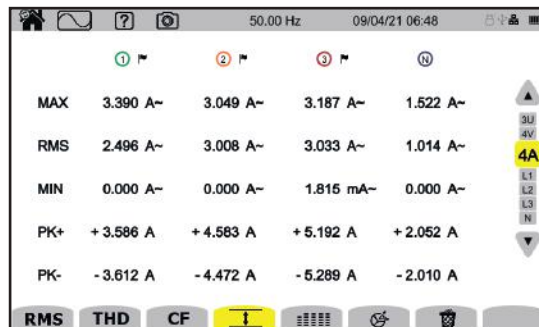 ? 50.00 Hz 09/04/21 06:48
1 2 3 N
MAX 3.390 A~ 3.049 A~ 3.187 A~ 1.522 A~
RMS 2.496 A~ 3.008 A~ 3.033 A~ 1.014 A~
MIN 0.000 A~ 0.000 A~ 1.815 mA~ 0.000 A~
PK+ + 3.586 A + 4.583 A + 5.192 A + 2.052 A
PK- - 3.612 A - 4.472 A - 5.289 A - 2.010 A
3U
4V
4A
L1
L2
L3
N
RMS THD CF